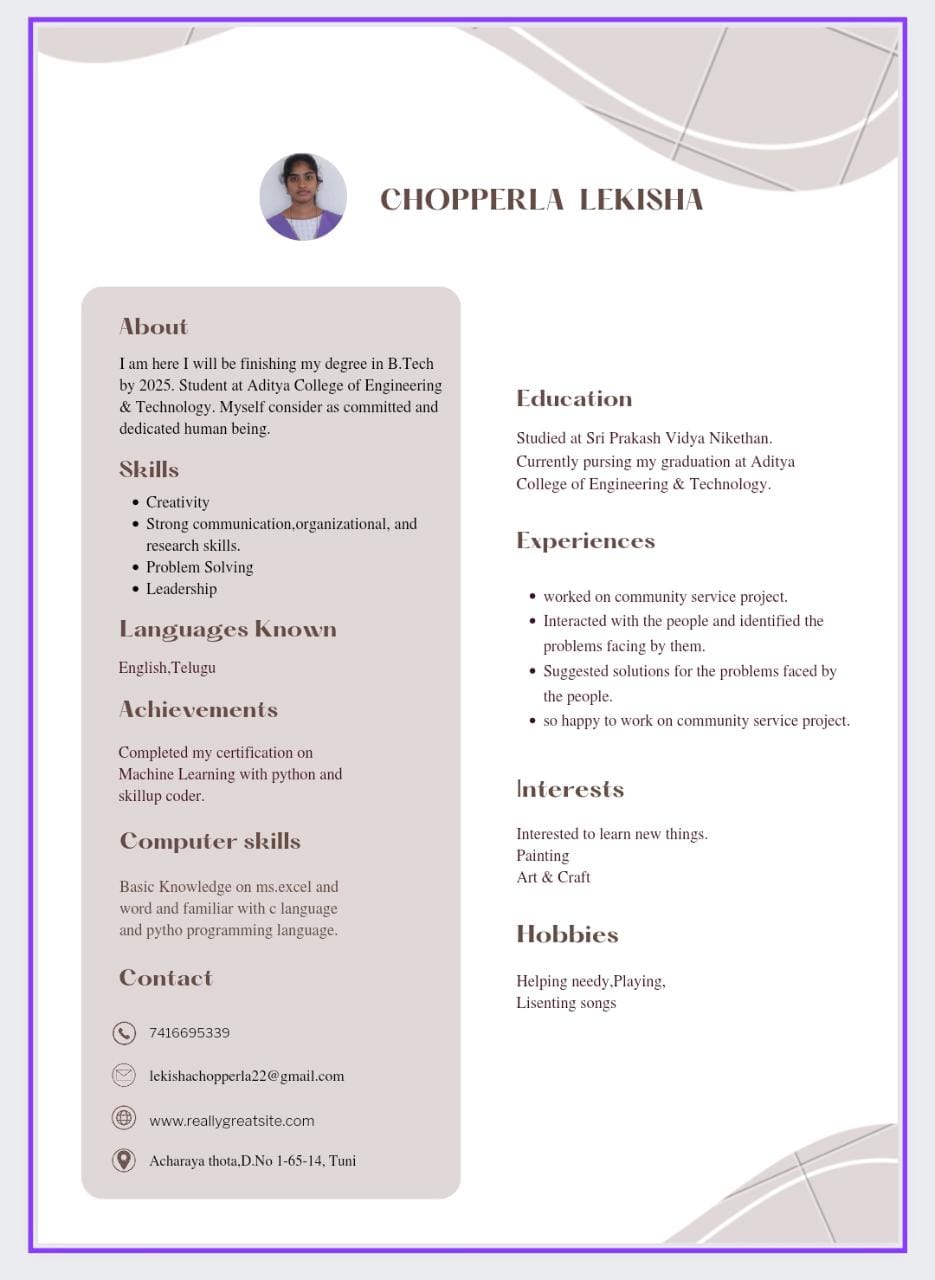 CHOPPERLA LEKISHA
About
I am here I will be finishing my degree in B.Tech
by 2025. Student at Aditya College of Engineering
& Technology. Myself consider as committed and
dedicated human being.
Skills
• Creativity
• Strong communication,organizational, and
research skills.
• Problem Solving
• Leadership
Languages Known
English,Telugu
Achievements
Completed my certification on
Machine Learning with python and
skillup coder.
Computer skills
Basic Knowledge on ms.excel and
word and familiar with c language
and pytho programming language.
Contact
7416695339
lekishachopperla22@gmail.com
www.reallygreatsite.com
Acharaya thota,D.No 1-65-14, Tuni
Education
Studied at Sri Prakash Vidya Nikethan.
Currently pursing my graduation at Aditya
College of Engineering & Technology.
Experiences
• worked on community service project.
• Interacted with the people and identified the
problems facing by them.
• Suggested solutions for the problems faced by
the people.
• so happy to work on community service project.
Interests
Interested to learn new things.
Painting
Art & Craft
Hobbies
Helping needy,Playing,
Lisenting songs